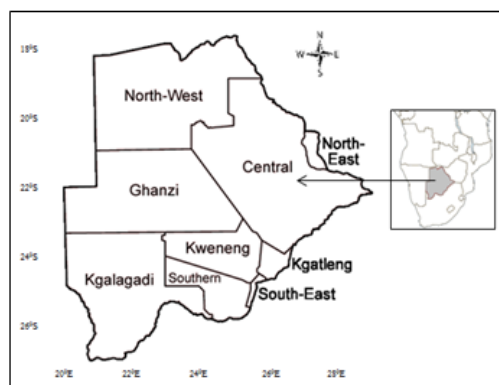 N
W E
S
18°S
20°S
22°S
24°S
26°S
North-West
North-
East
Central
Ghanzi
Kweneng
Kgatleng
Kgalagadi
Southern
South-East
20°E
22°E
24°E
26°E
28°E